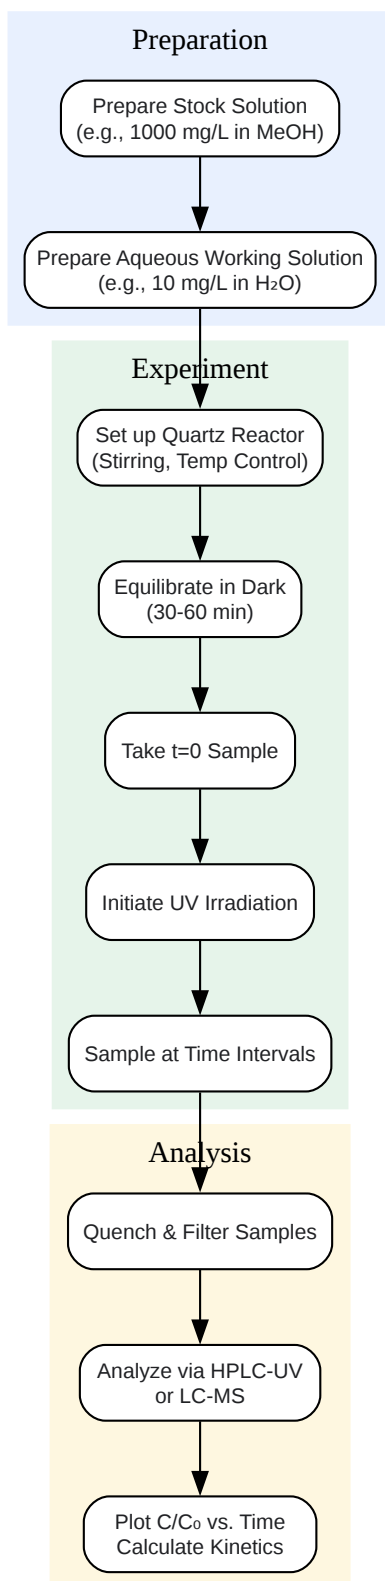 Preparation
Prepare Stock Solution
(e.g., 1000 mg/L in MeOH)
Prepare Aqueous Working Solution
(e.g., 10 mg/L in H₂O)
Experiment
Set up Quartz Reactor
(Stirring, Temp Control)
Equilibrate in Dark
(30-60 min)
Take t=0 Sample
Initiate UV Irradiation
Sample at Time Intervals
Analysis
Quench & Filter Samples
Analyze via HPLC-UV
or LC-MS
Plot C/C₀ vs. Time
Calculate Kinetics